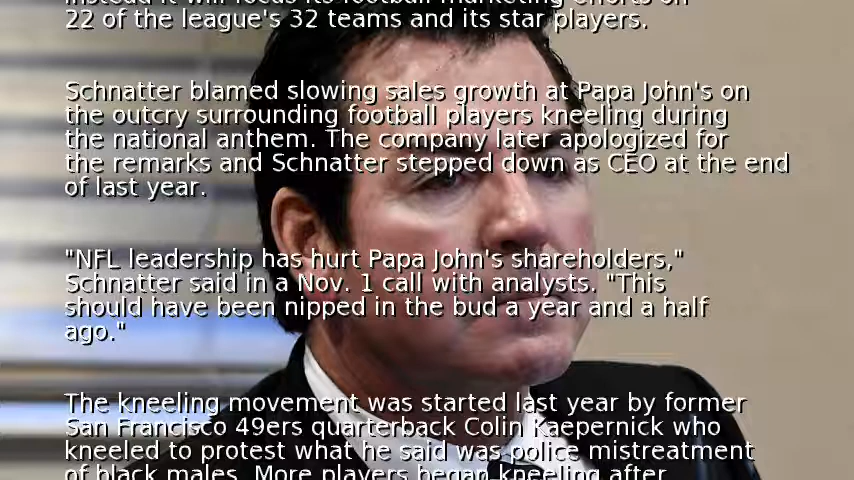 instead it will focus its football marketing efforts on
22 of the league's 32 teams and its star players.
Schnatter blamed slowing sales growth at Papa John's on
the outcry surrounding football players kneeling during
the national anthem. The company later apologized for
the remarks and Schnatter stepped down as CEO at the end
of last year.
"NFL leadership has hurt Papa John's shareholders,"
Schnatter said in a Nov. 1 call with analysts. "This
should have been nipped in the bud a year and a half
ago."
The kneeling movement was started last year by former
San Francisco 49ers quarterback Colin Kaepernick who
kneeled to protest what he said was police mistreatment
of black males. More players began kneeling after